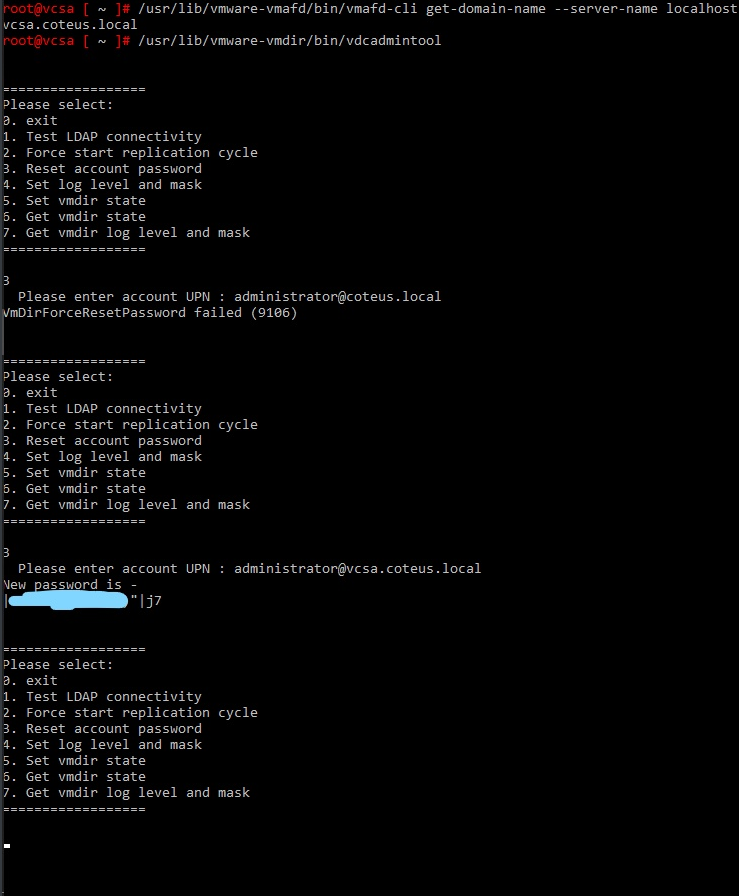 root@vcsa [ ~ ]# /usr/lib/vmware-vmafd/bin/vmafd-cli get-domain-name --server-name localhost
vcsa.coteus.local
root@vcsa [ ~ ]# /usr/lib/vmware-vmdir/bin/vdcadmintool
==================
Please select:
0. exit
1. Test LDAP connectivity
2. Force start replication cycle
3. Reset account password
4. Set log level and mask
5. Set vmdir state
6. Get vmdir state
7. Get vmdir log level and mask
==================
3
Please enter account UPN : administrator@coteus.local
VmDirForceResetPassword failed (9106)
==================
Please select:
0. exit
1. Test LDAP connectivity
2. Force start replication cycle
3. Reset account password
4. Set log level and mask
5. Set vmdir state
6. Get vmdir state
7. Get vmdir log level and mask
==================
3
Please enter account UPN : administrator@vcsa.coteus.local
New password is -
"|j7
==================
Please select:
0. exit
1. Test LDAP connectivity
2. Force start replication cycle
3. Reset account password
4. Set log level and mask
5. Set vmdir state
6. Get vmdir state
7. Get vmdir log level and mask
==================